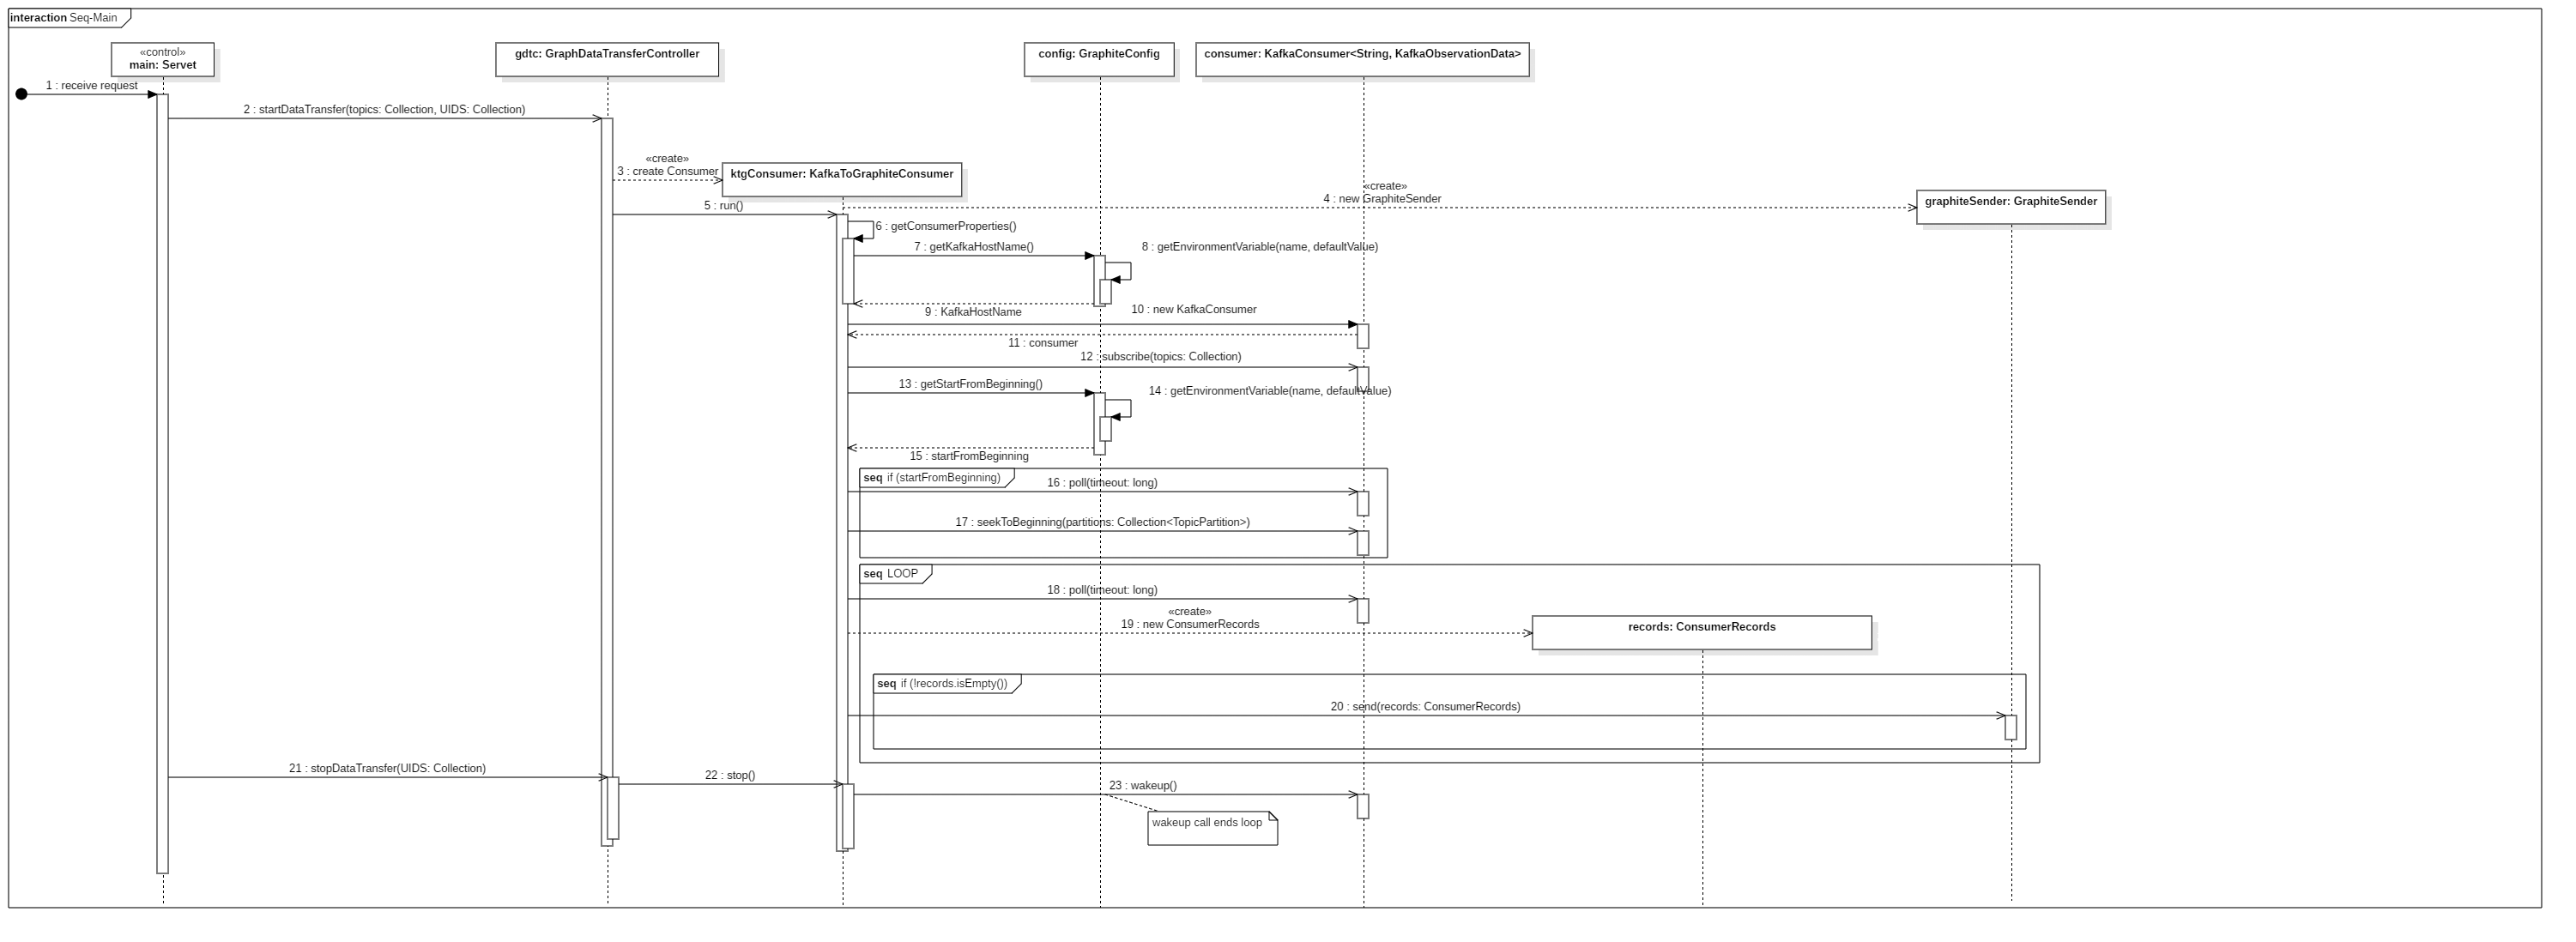 interaction Seq-Main
«control»
main: Servet
gdtc: GraphDataTransferController
config: GraphiteConfig
consumer: KafkaConsumer<String, KafkaObservationData>
1 : receive request
2 : startDataTransfer(topics: Collection, UIDS: Collection)
«create»
3 : create Consumer
ktgConsumer: KafkaToGraphiteConsumer
«create»
4 : new GraphiteSender
graphiteSender: GraphiteSender
5 : run()
6 : getConsumerProperties()
7 : getKafkaHostName()
8 : getEnvironmentVariable(name, defaultValue)
9 : KafkaHostName
10 : new KafkaConsumer
11 : consumer
12 : subscribe(topics: Collection)
13 : getStartFromBeginning()
14 : getEnvironmentVariable(name, defaultValue)
15 : startFromBeginning
seq if (startFromBeginning)
16 : poll(timeout: long)
17 : seekToBeginning(partitions: Collection<TopicPartition>)
seq LOOP
18 : poll(timeout: long)
«create»
19 : new ConsumerRecords
records: ConsumerRecords
seq if (!records.isEmpty())
20 : send(records: ConsumerRecords)
21 : stopDataTransfer(UIDS: Collection)
22 : stop()
23 : wakeup()
wakeup call ends loop